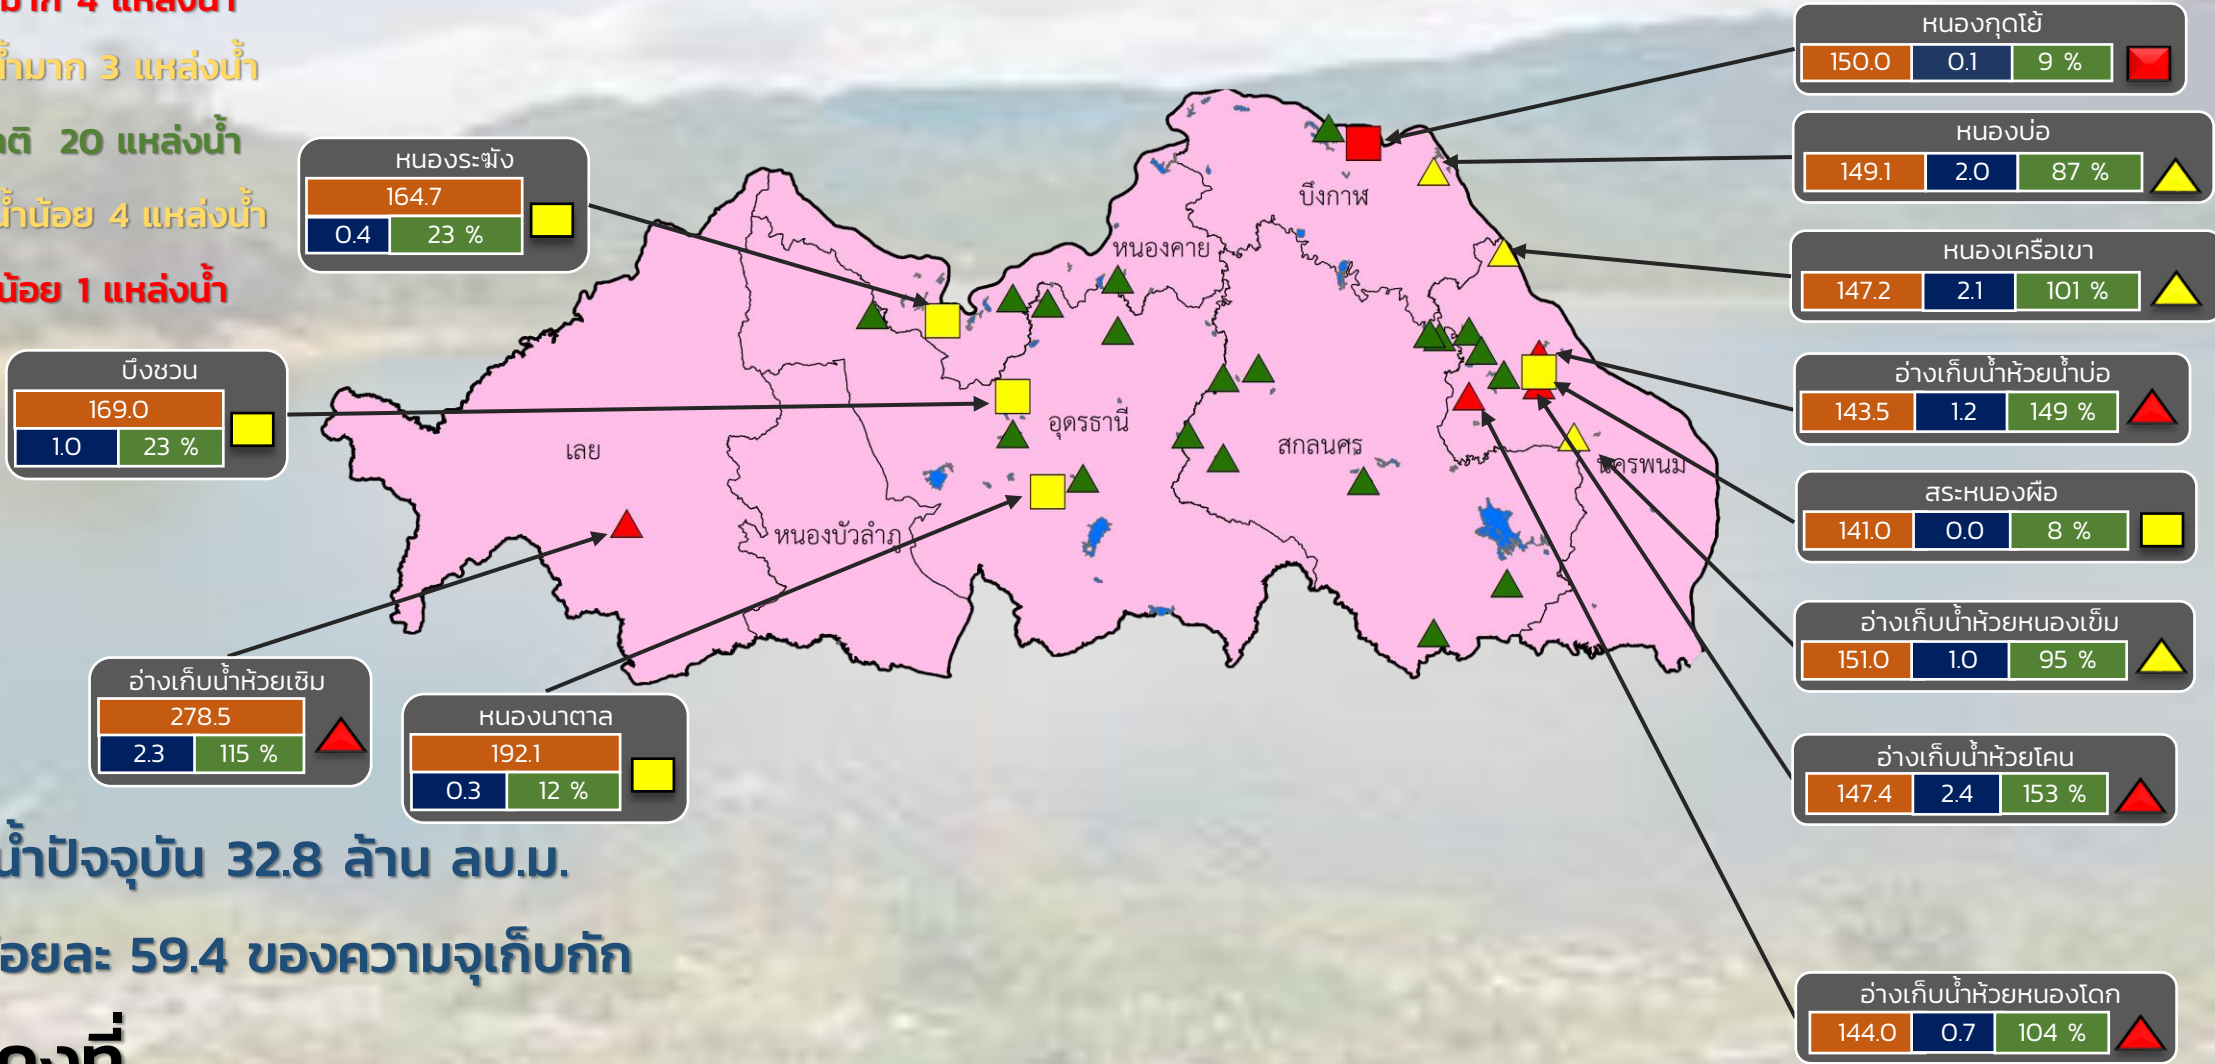 มาก 4 แหล่งน้ำ
น้ำมาก 3 แหล่งน้ำ
20 แหล่งน้ำ
น้ำน้อย 4 แหล่งน้ำ
น้อย 1 แหล่งน้ำ
หนองระฆัง
164.7
0.4 23 %
บึงชวน
169.0
1.0 23 %
อ่างเก็บน้ำห้วยเซิม
278.5
2.3 115 %
หนองนาตาล
192.1
0.3 12 %
บึงกาฬ
หนองคาย
อุดรธานี
สกลนคร
เลย
นครพนม
หนองบัวลำภู
หนองกุดโย้
150.0 0.1 9 %
หนองบ่อ
149.1 2.0 87 %
หนองเครือเขา
147.2 2.1 101 %
อ่างเก็บน้ำห้วยน้ำบ่อ
143.5 1.2 149 %
สระหนองผือ
141.0 0.0 8 %
อ่างเก็บน้ำห้วยหนองเข็ม
151.0 1.0 95 %
อ่างเก็บน้ำห้วยโคน
147.4 2.4 153 %
อ่างเก็บน้ำห้วยหนองโดก
144.0 0.7 104 %
น้ำปัจจุบัน 32.8 ล้าน ลบ.ม.
59.4 ของความจุเก็บกัก